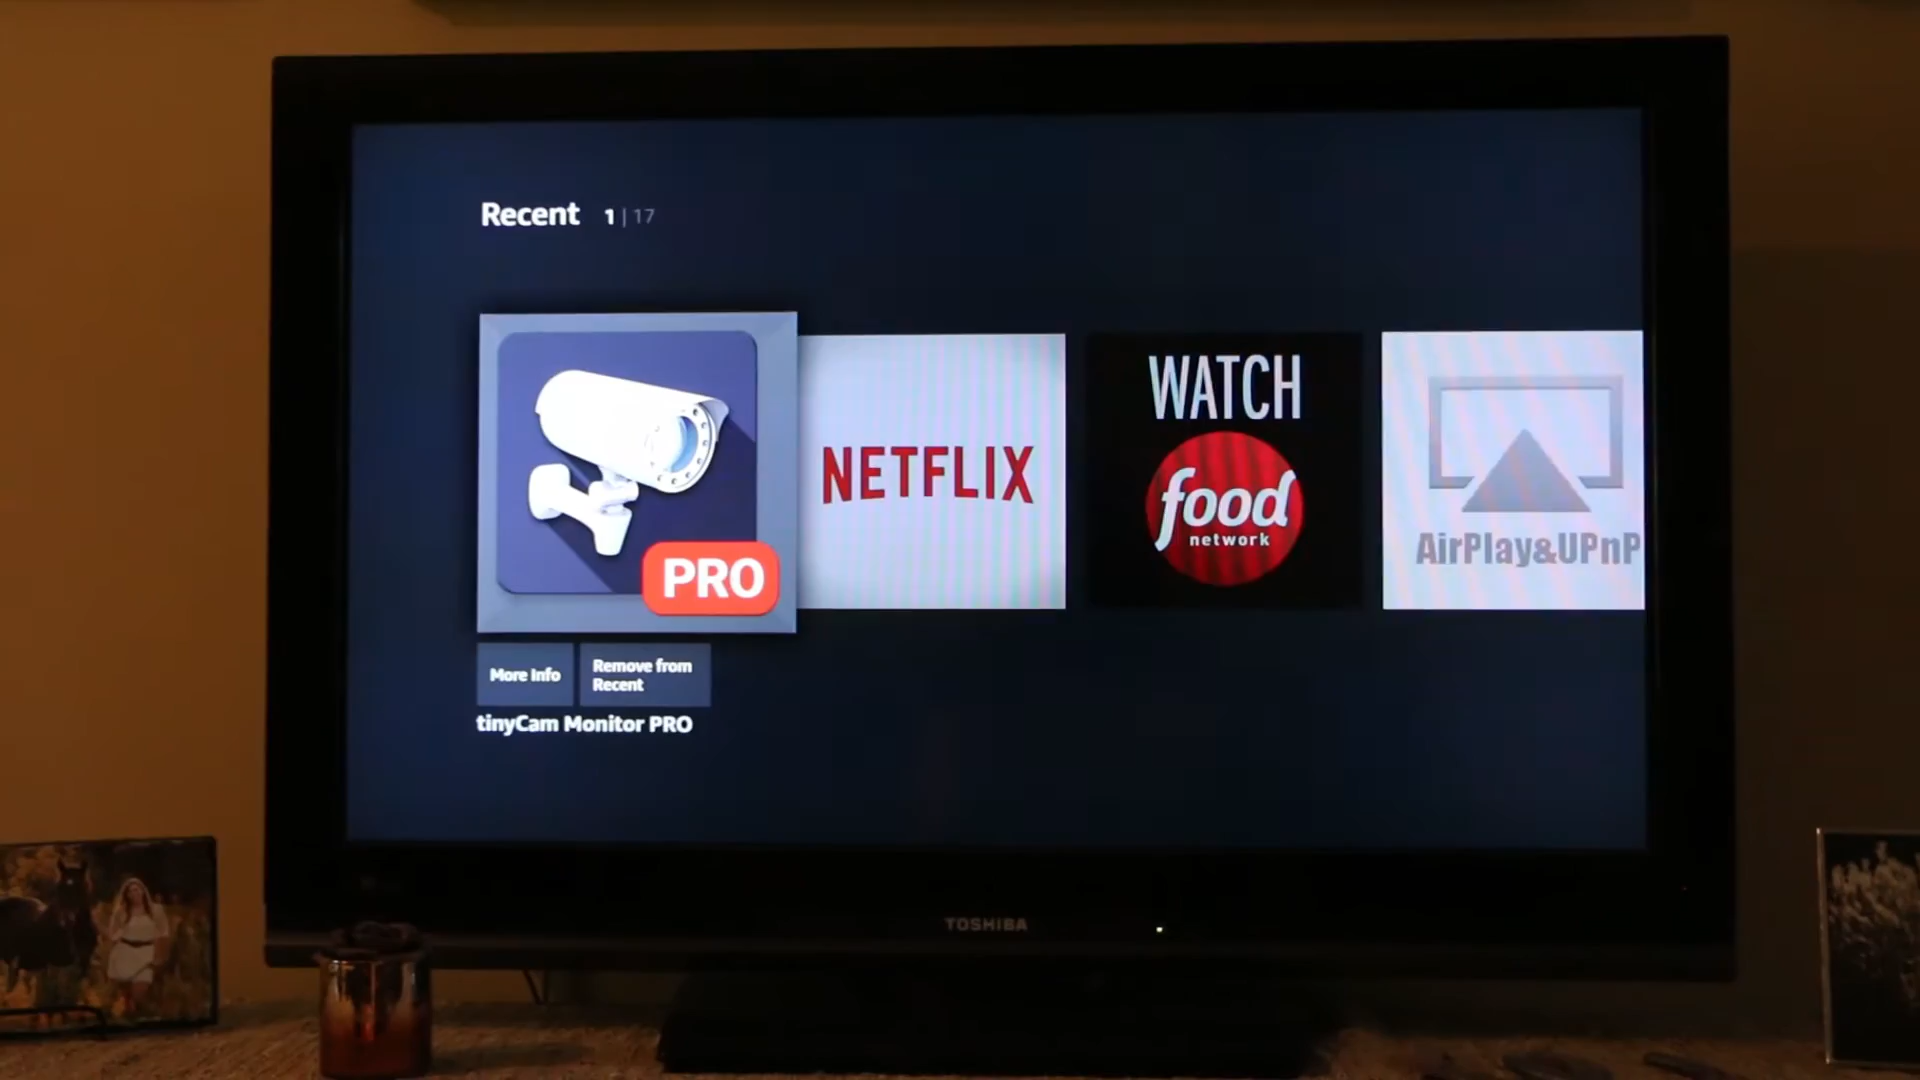 Recent 1 | 17
PRO
NETFLIX
WATCH
food
network
AirPlay&UPnP
More Info
Remove from
Recent
tinyCam Monitor PRO
TOSHIBA